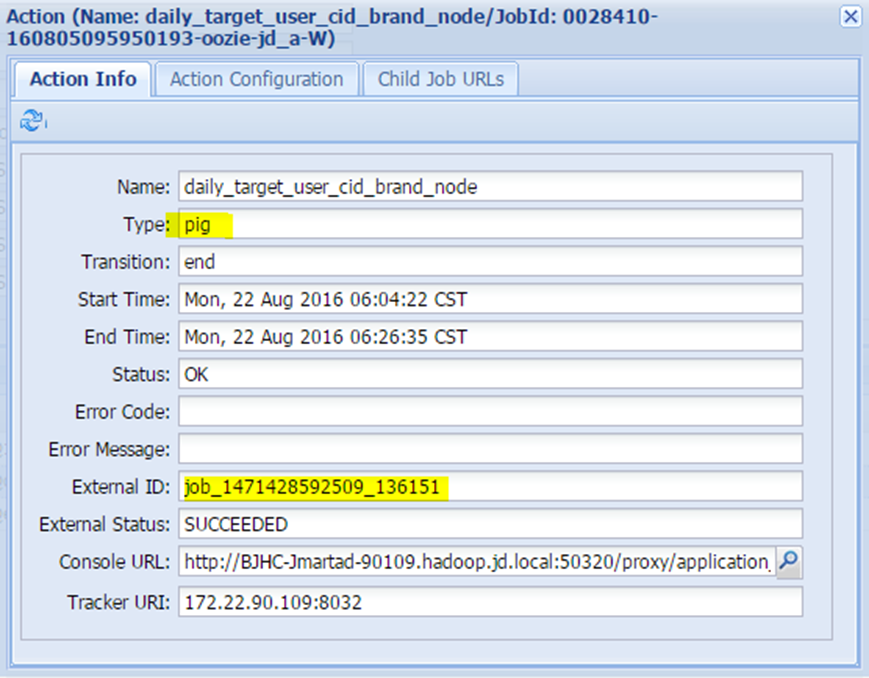 Action (Name: daily_target_user_cid_brand_node/JobId: 0028410-
160805095950193-oozie-jd_a-W)
Action Info Action Configuration Child Job URLs
Name: daily_target_user_cid_brand_node
Type: pig
Transition: end
Start Time: Mon, 22 Aug 2016 06:04:22 CST
End Time: Mon, 22 Aug 2016 06:26:35 CST
Status: OK
Error Code:
Error Message:
External ID: job_1471428592509_136151
External Status: SUCCEEDED
Console URL: http://BJHC-Jmartad-90109.hadoop.jd.local:50320/proxy/application_
Tracker URI: 172.22.90.109:8032